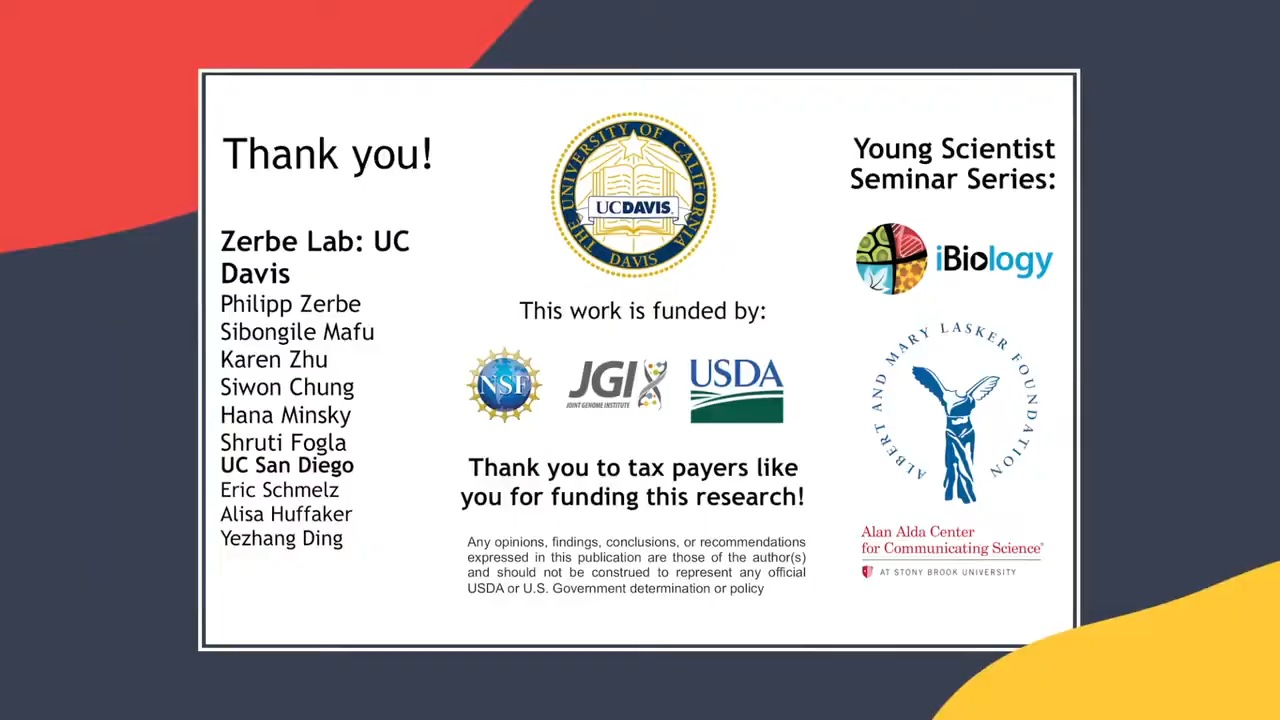 Thank you!
Zerbe Lab: UC
Davis
Philipp Zerbe
Sibongile Mafu
Karen Zhu
Siwon Chung
Hana Minsky
Shruti Fogla
UC San Diego
Eric Schmelz
Alisa Huffaker
Yezhang Ding
THE UNIVERSITY OF CALIFORNIA
UCDAVIS
DAVIS
This work is funded by:
NSF
JGI
JOINT GENOME INSTITUTE
USDA
Thank you to tax payers like
you for funding this research!
Any opinions, findings, conclusions, or recommendations
expressed in this publication are those of the author(s)
and should not be construed to represent any official
USDA or U.S. Government determination or policy
Young Scientist
Seminar Series:
iBiology
ALBERT AND MARY LASKER FOUNDATION
Alan Alda Center
for Communicating Science®
AT STONY BROOK UNIVERSITY